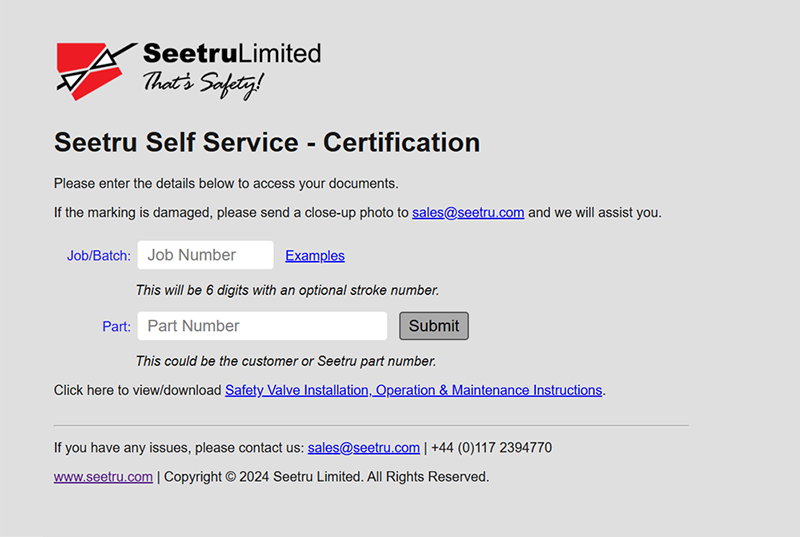 SeetruLimited
That's Safety!
Seetru Self Service - Certification
Please enter the details below to access your documents.
If the marking is damaged, please send a close-up photo to sales@seetru.com and we will assist you.
Job/Batch: Job Number Examples
This will be 6 digits with an optional stroke number.
Part: Part Number Submit
This could be the customer or Seetru part number.
Click here to view/download Safety Valve Installation, Operation & Maintenance Instructions.
If you have any issues, please contact us: sales@seetru.com | +44 (0)117 2394770
www.seetru.com | Copyright © 2024 Seetru Limited. All Rights Reserved.